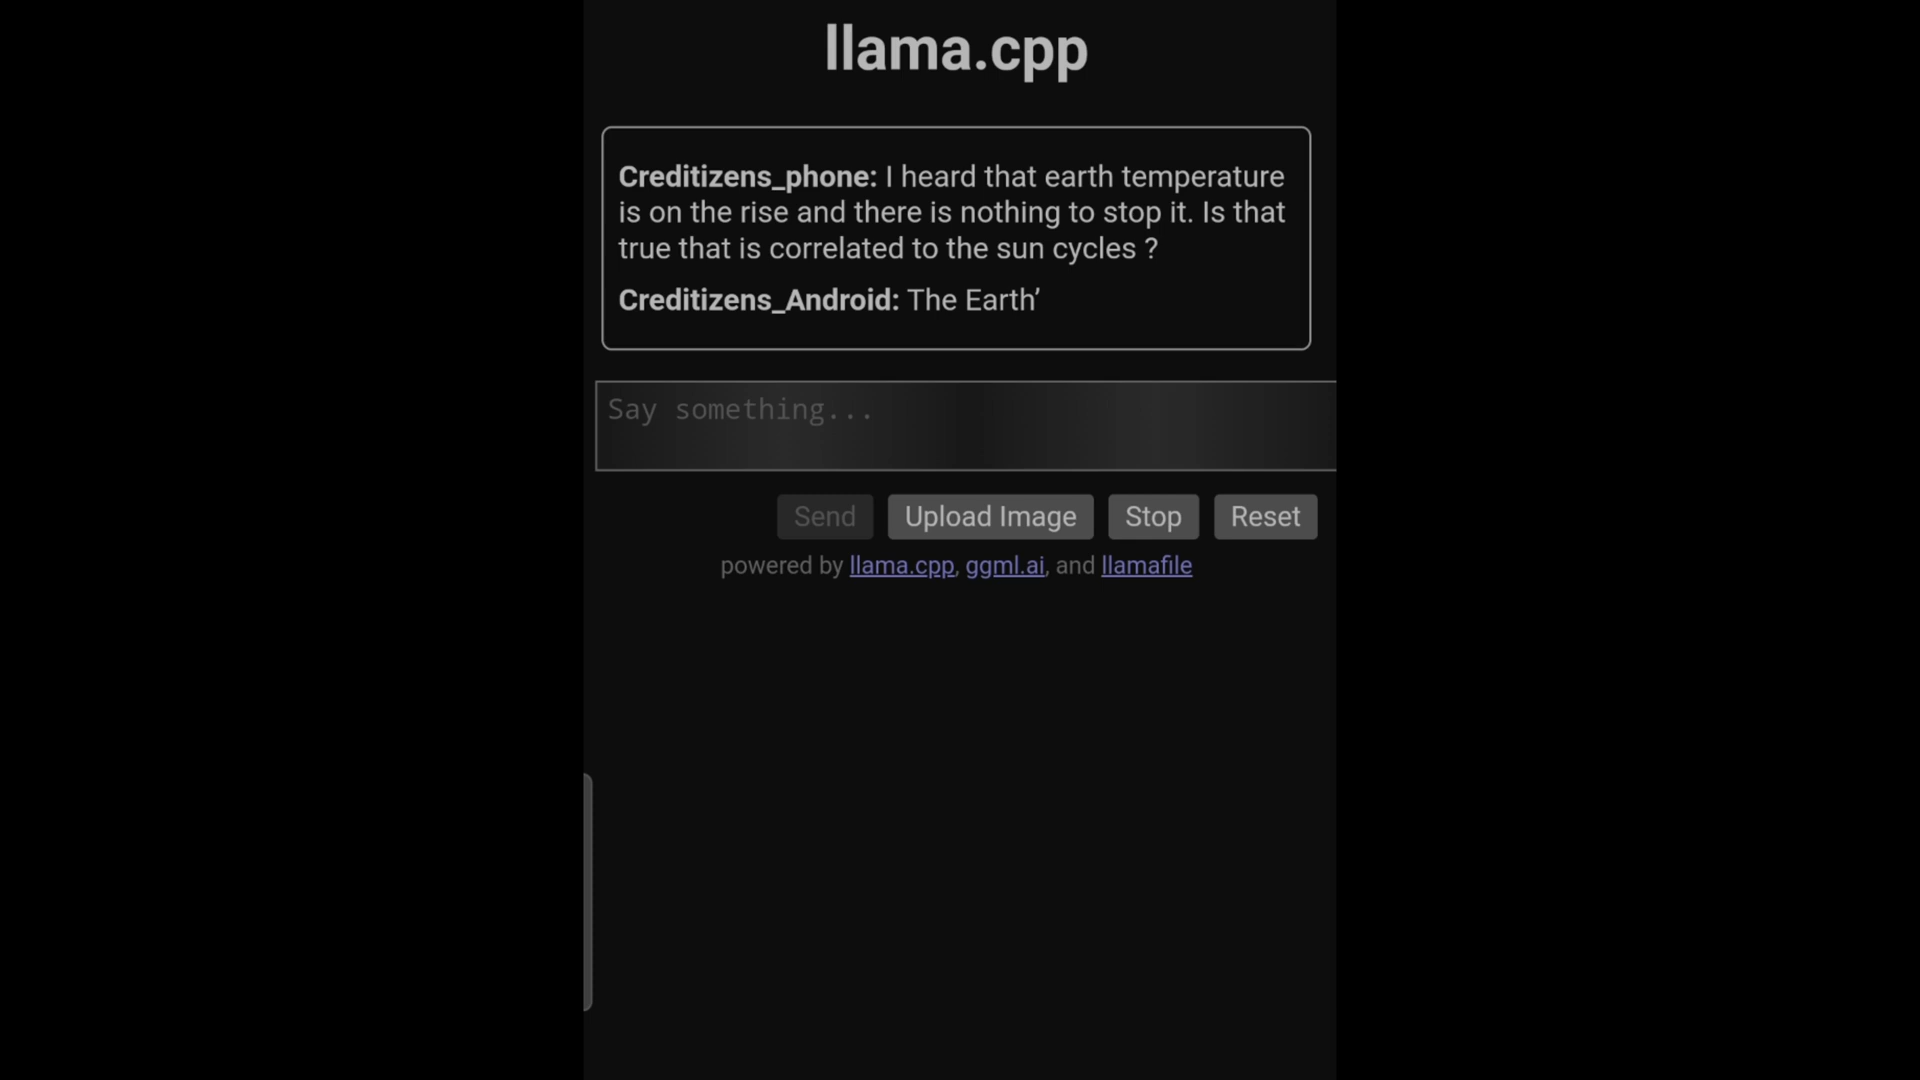 llama.cpp
Creditizens_phone: I heard that earth temperature
is on the rise and there is nothing to stop it. Is that
true that is correlated to the sun cycles ?
Creditizens_Android: The Earth’
Say something...
Send Upload Image Stop Reset
powered by llama.cpp, ggml.ai, and llamafile